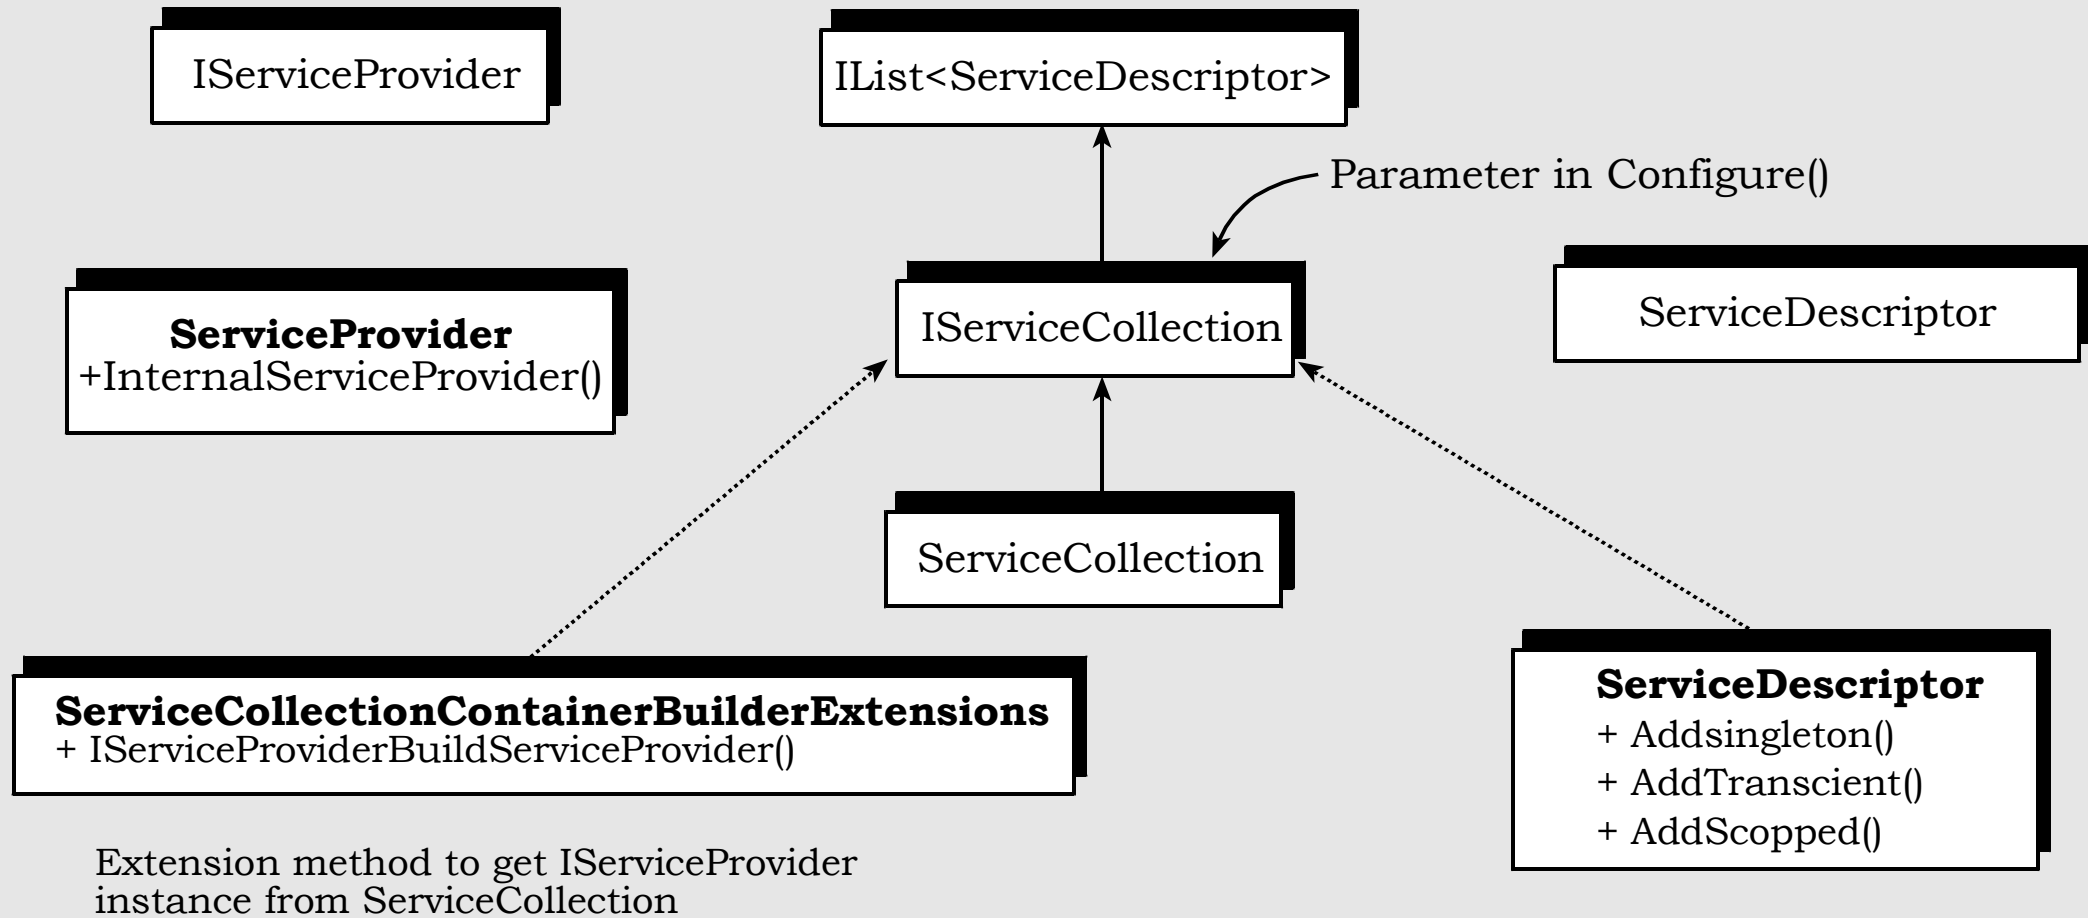 IServiceProvider
IList<ServiceDescriptor>
Parameter in Configure()
ServiceProvider
+InternalServiceProvider()
IServiceCollection
ServiceDescriptor
ServiceCollection
ServiceCollectionContainerBuilderExtensions
+ IServiceProviderBuildServiceProvider()
ServiceDescriptor
+ Addsingleton()
+ AddTranscient()
+ AddScopped()
Extension method to get IServiceProvider
instance from ServiceCollection